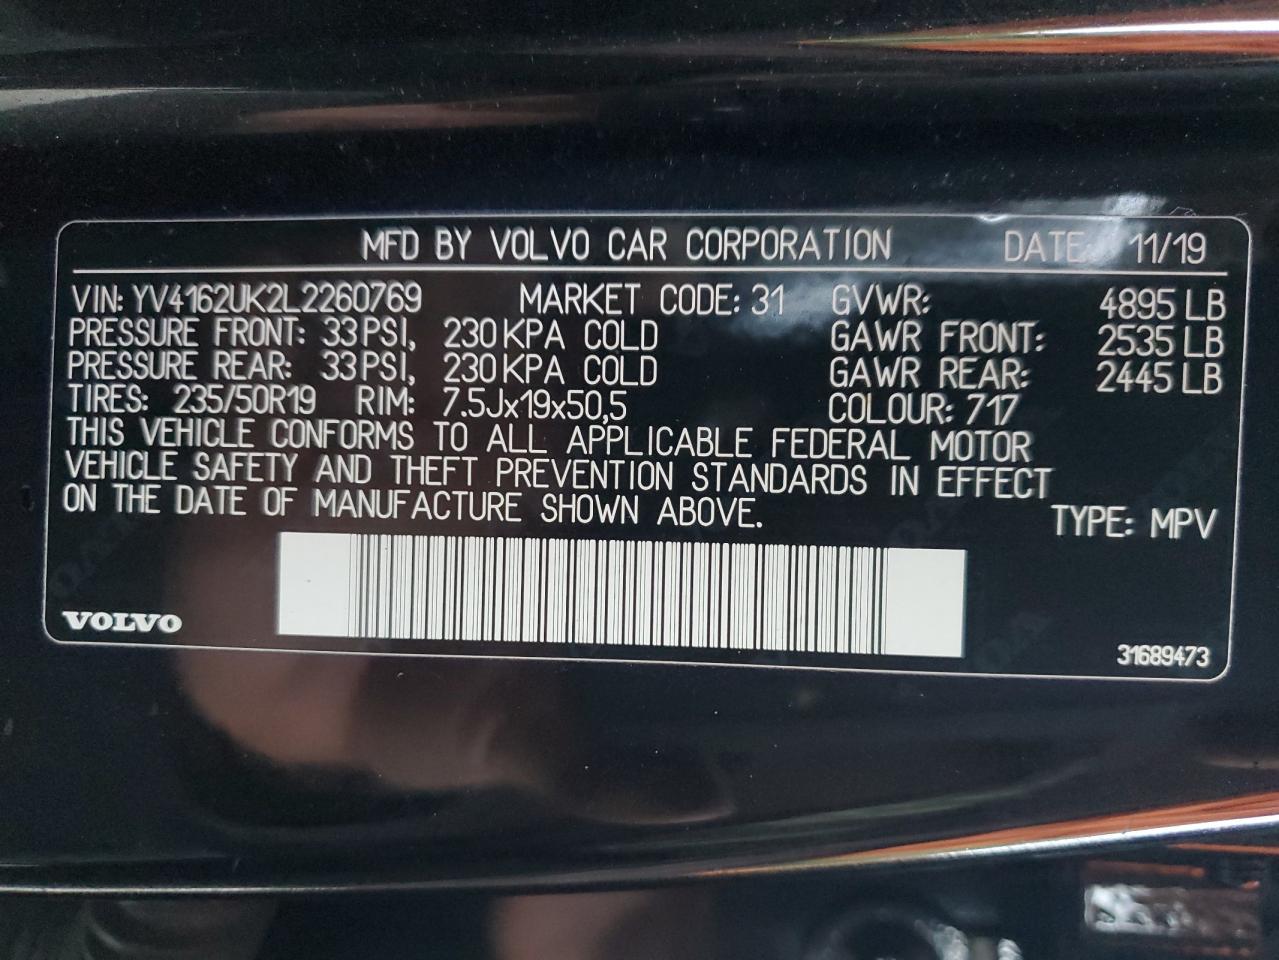 MFD BY VOLVO CAR CORPORATION DATE: 11/19
VIN: YV4162UK2L2260769 MARKET CODE: 31 GVWR: 4895 LB
PRESSURE FRONT: 33 PSI, 230 KPA COLD GAWR FRONT: 2535 LB
PRESSURE REAR: 33 PSI, 230 KPA COLD GAWR REAR: 2445 LB
TIRES: 235/50R19 RIM: 7.5Jx19x50,5 COLOUR: 717
THIS VEHICLE CONFORMS TO ALL APPLICABLE FEDERAL MOTOR
VEHICLE SAFETY AND THEFT PREVENTION STANDARDS IN EFFECT
ON THE DATE OF MANUFACTURE SHOWN ABOVE.
TYPE: MPV
VOLVO
31689473